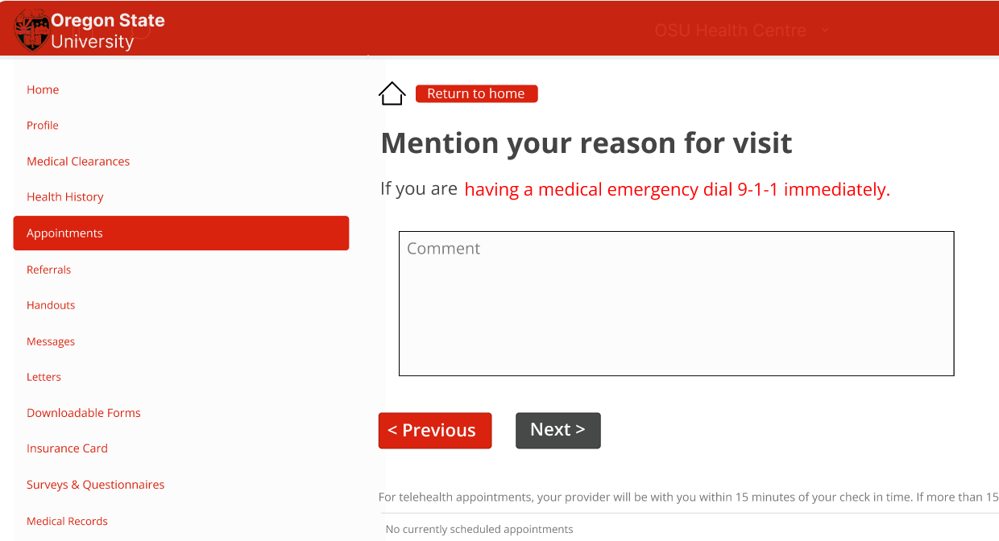 Oregon State
University
OSU Health Centre
Home
Profile
Medical Clearances
Health History
Appointments
Referrals
Handouts
Messages
Letters
Downloadable Forms
Insurance Card
Surveys & Questionnaires
Medical Records
Return to home
Mention your reason for visit
If you are having a medical emergency dial 9-1-1 immediately.
Comment
< Previous
Next >
For telehealth appointments, your provider will be with you within 15 minutes of your check in time. If more than 15
No currently scheduled appointments